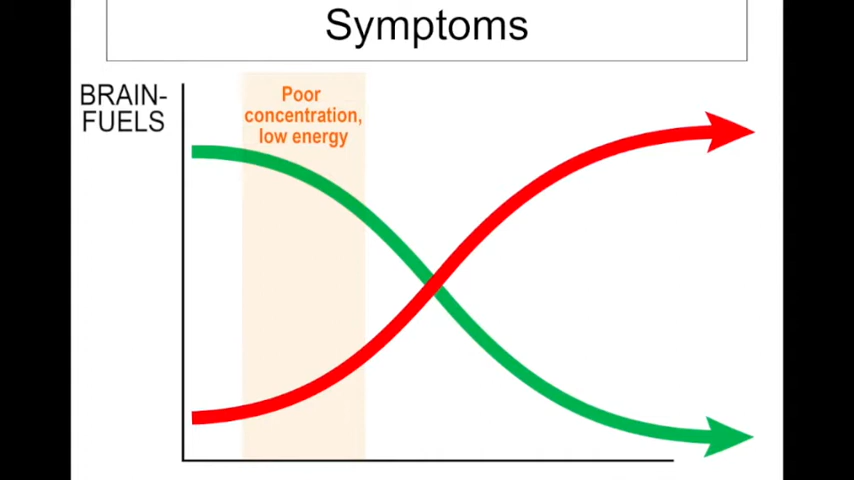 Symptoms
BRAIN-
FUELS
Poor
concentration,
low energy